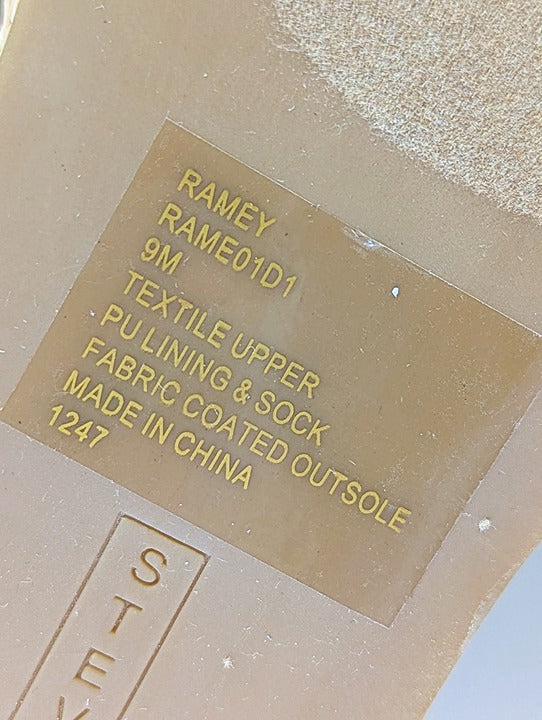 RAMEY
RAME01D1
9M
TEXTILE UPPER
PU LINING & SOCK
FABRIC COATED OUTSOLE
MADE IN CHINA
1247
STEV